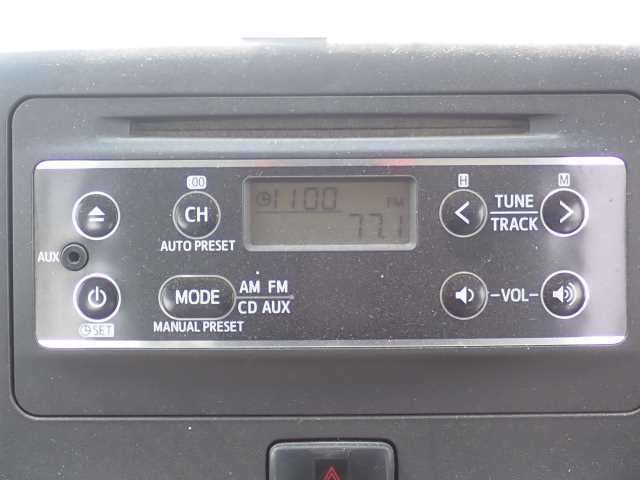 :00
H
M
CH
1100
FM
TUNE
TRACK
AUTO PRESET
77.1
AUX
MODE
AM FM
CD AUX
-VOL-
SET
MANUAL PRESET